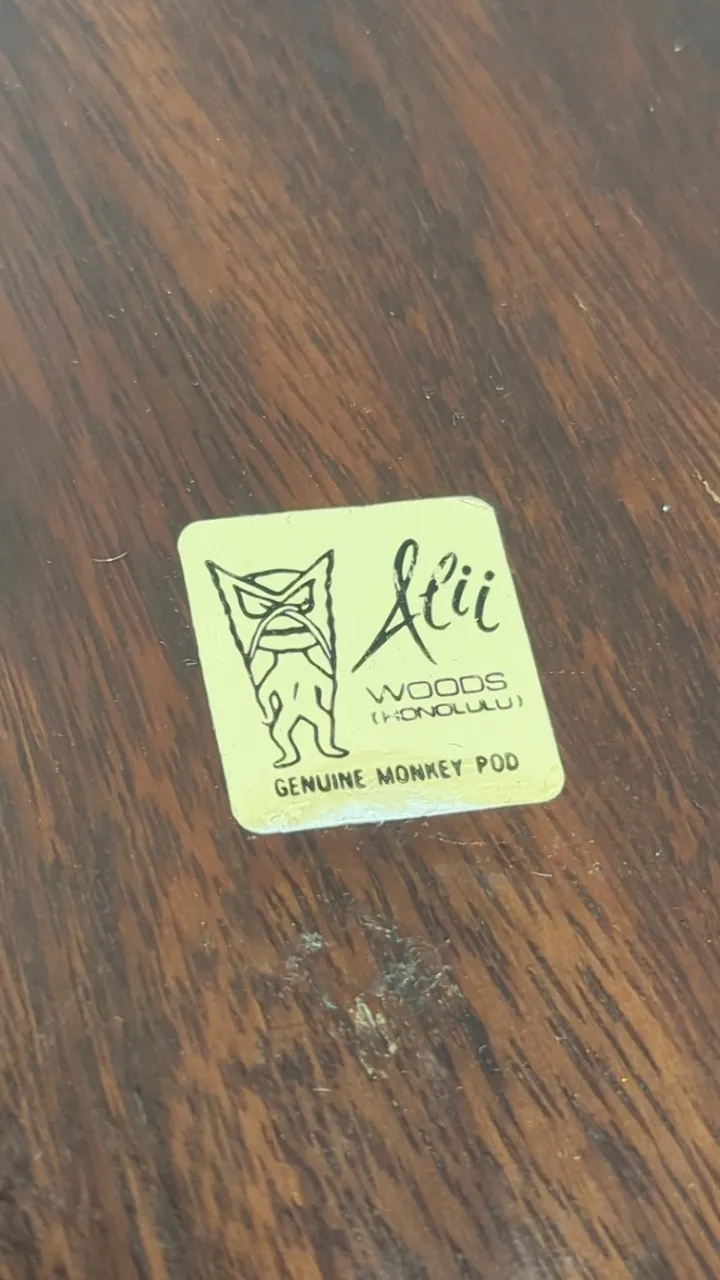 Alii
WOODS
(HONOLULU)
GENUINE MONKEY POD